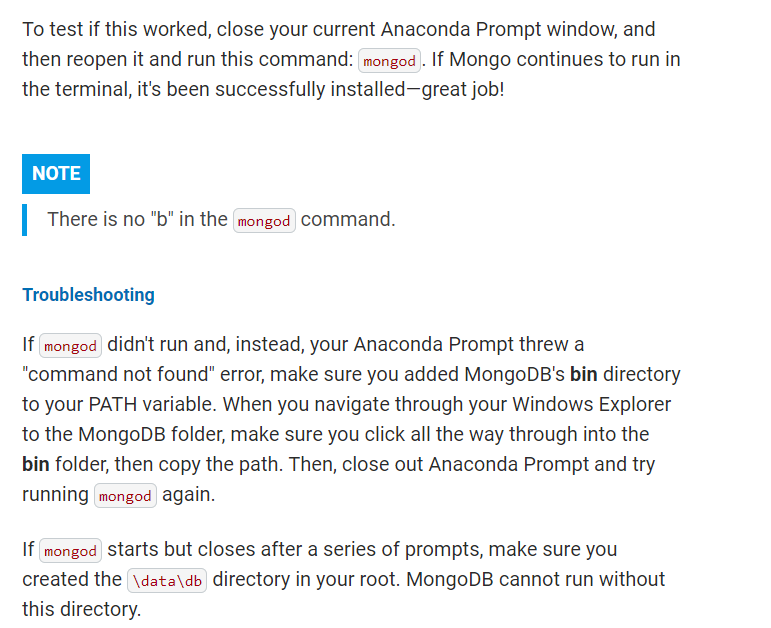 To test if this worked, close your current Anaconda Prompt window, and
then reopen it and run this command: mongod . If Mongo continues to run in
the terminal, it's been successfully installed—great job!
NOTE
There is no "b" in the mongod command.
Troubleshooting
If mongod didn't run and, instead, your Anaconda Prompt threw a
"command not found" error, make sure you added MongoDB's bin directory
to your PATH variable. When you navigate through your Windows Explorer
to the MongoDB folder, make sure you click all the way through into the
bin folder, then copy the path. Then, close out Anaconda Prompt and try
running mongod again.
If mongod starts but closes after a series of prompts, make sure you
created the \data\db directory in your root. MongoDB cannot run without
this directory.